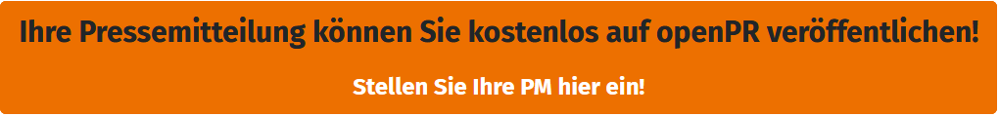 Ihre Pressemitteilung können Sie kostenlos auf openPR veröffentlichen!
Stellen Sie Ihre PM hier ein!